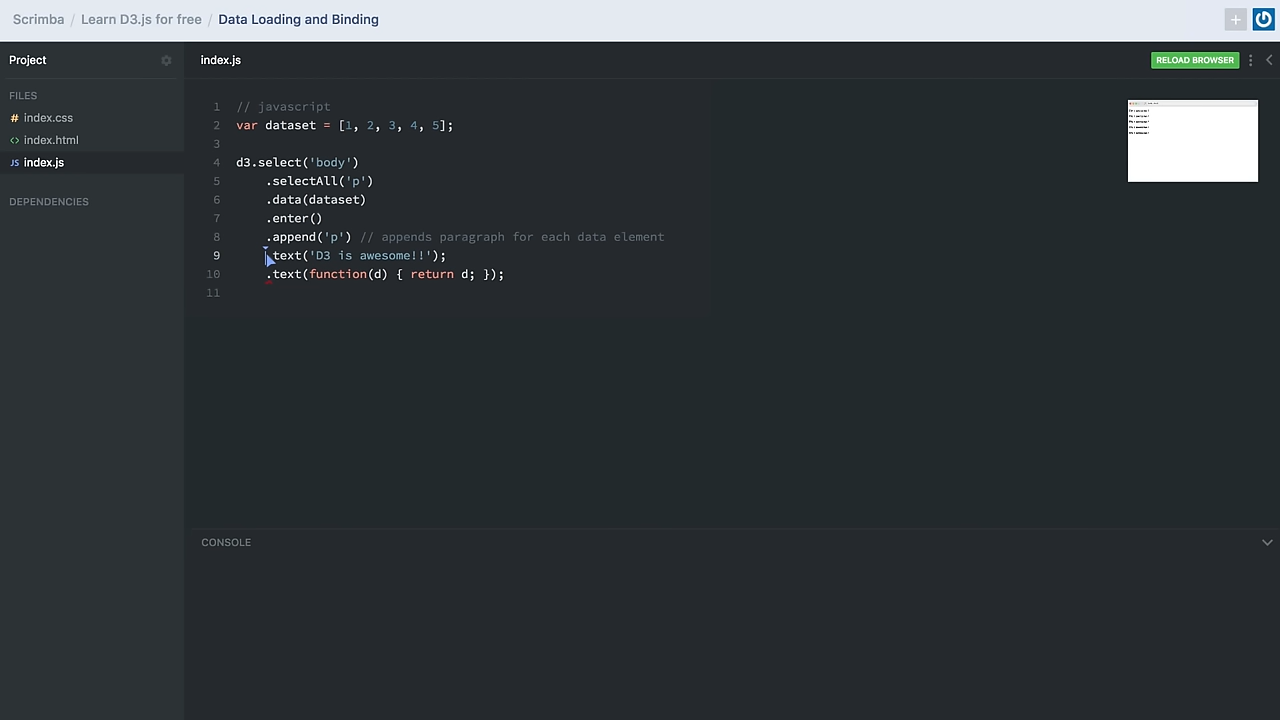 Scrimba / Learn D3.js for free / Data Loading and Binding
Project
index.js
RELOAD BROWSER
FILES
# index.css
<> index.html
JS index.js
DEPENDENCIES
1 // javascript
2 var dataset = [1, 2, 3, 4, 5];
3
4 d3.select('body')
5 .selectAll('p')
6 .data(dataset)
7 .enter()
8 .append('p') // appends paragraph for each data element
9 .text('D3 is awesome!!');
10 .text(function(d) { return d; });
11
CONSOLE